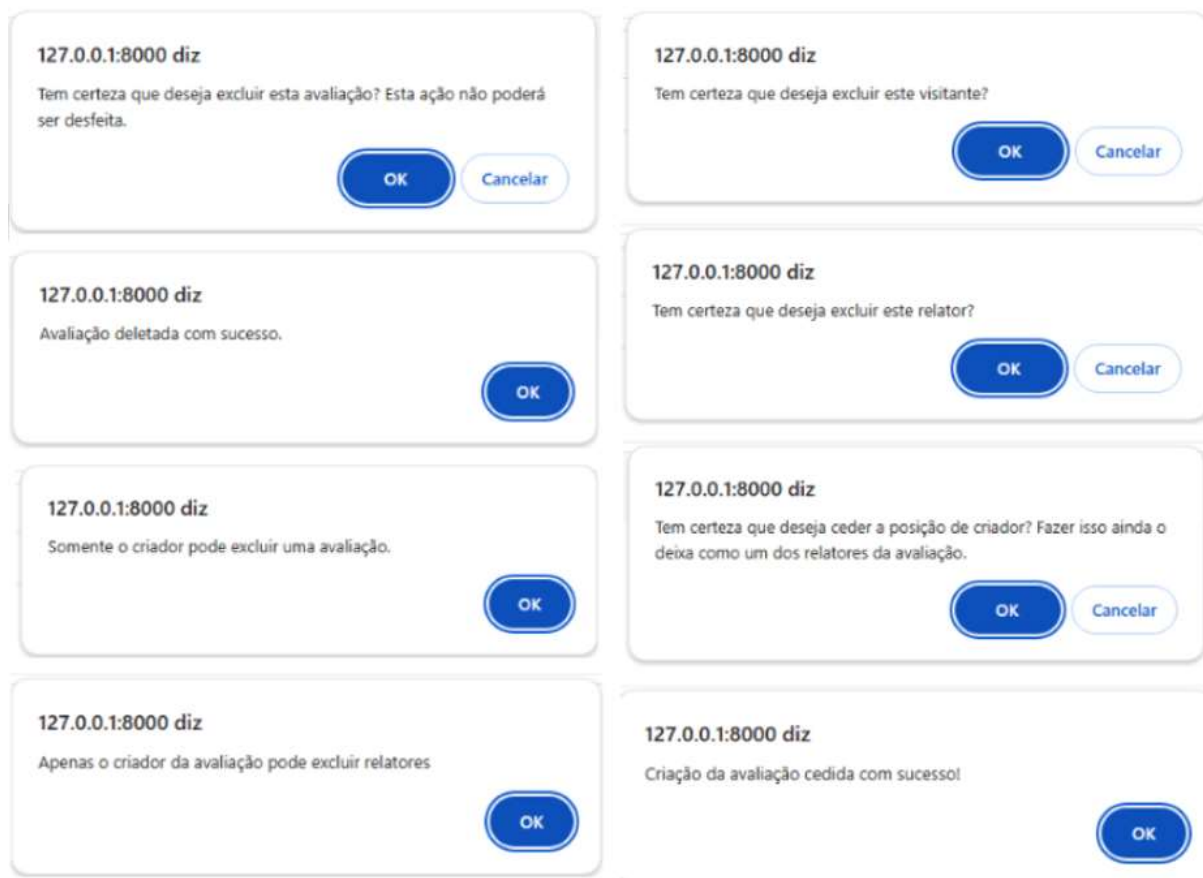 127.0.0.1:8000 diz
Tem certeza que deseja excluir esta avaliação? Esta ação não poderá
ser desfeita.
OK
Cancelar
127.0.0.1:8000 diz
Avaliação deletada com sucesso.
OK
127.0.0.1:8000 diz
Somente o criador pode excluir uma avaliação.
OK
127.0.0.1:8000 diz
Apenas o criador da avaliação pode excluir relatores
OK
127.0.0.1:8000 diz
Tem certeza que deseja excluir este visitante?
OK
Cancelar
127.0.0.1:8000 diz
Tem certeza que deseja excluir este relator?
OK
Cancelar
127.0.0.1:8000 diz
Tem certeza que deseja ceder a posição de criador? Fazer isso ainda o
deixa como um dos relatores da avaliação.
OK
Cancelar
127.0.0.1:8000 diz
Criação da avaliação cedida com sucesso!
OK